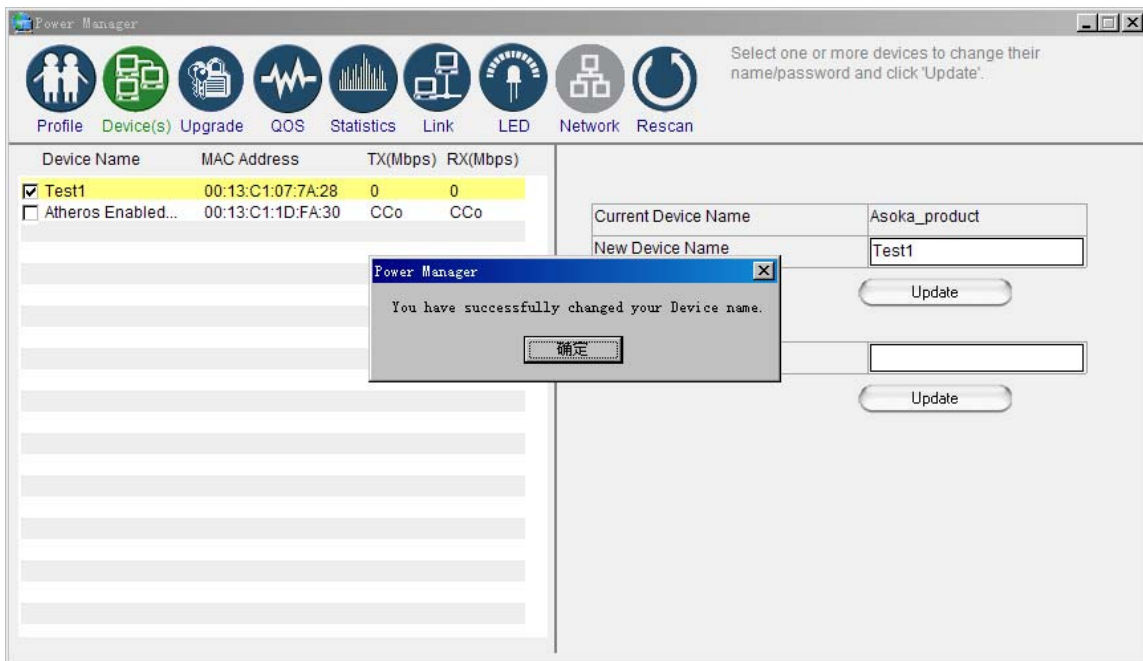 Power Manager
Select one or more devices to change their
name/password and click 'Update'.
Profile Device(s) Upgrade QOS Statistics Link LED Network Rescan
Device Name MAC Address TX(Mbps) RX(Mbps)
Test1 00:13:C1:07:7A:28 0 0
Atheros Enabled... 00:13:C1:1D:FA:30 CCo CCo
Current Device Name Asoka_product
New Device Name Test1
Update
Power Manager
You have successfully changed your Device name.
确定
Update